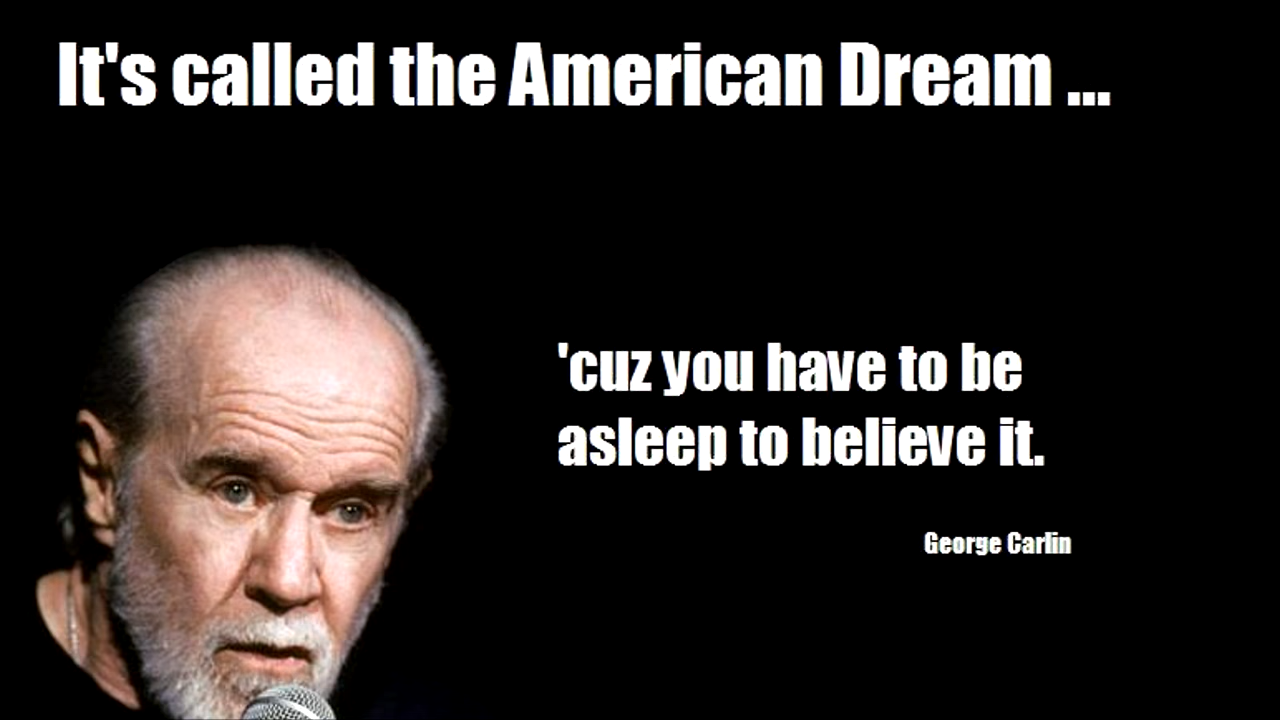 It's called the American Dream ...
'cuz you have to be
asleep to believe it.
George Carlin